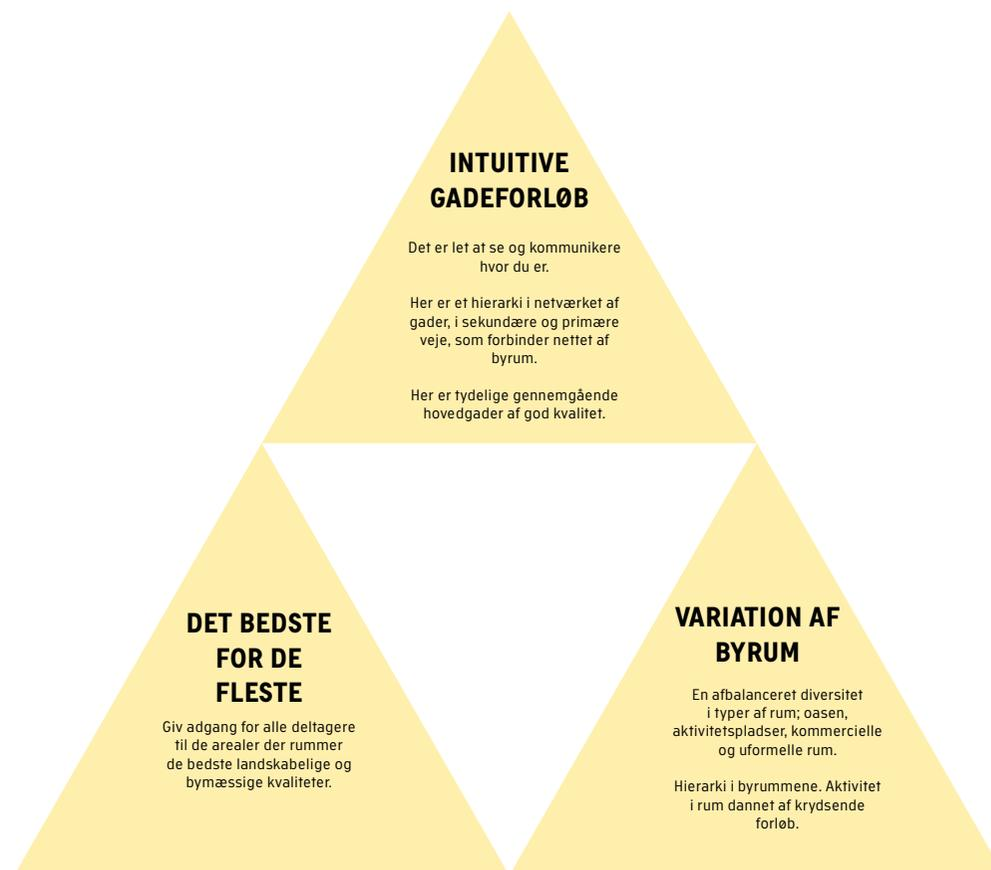 INTUITIVE
GADEFORLØB
Det er let at se og kommunikere
hvor du er.
Her er et hierarki i netværket af
gader, i sekundære og primære
veje, som forbinder nettet af
byrum.
Her er tydelige gennemgående
hovedgader af god kvalitet.
DET BEDSTE
FOR DE
FLESTE
Giv adgang for alle deltagere
til de arealer der rummer
de bedste landskabelige og
bymæssige kvaliteter.
VARIATION AF
BYRUM
En afbalanceret diversitet
i typer af rum; oasen,
aktivitetspladser, kommercielle
og uformelle rum.
Hierarki i byrummene. Aktivitet
i rum dannet af krydsende
forløb.